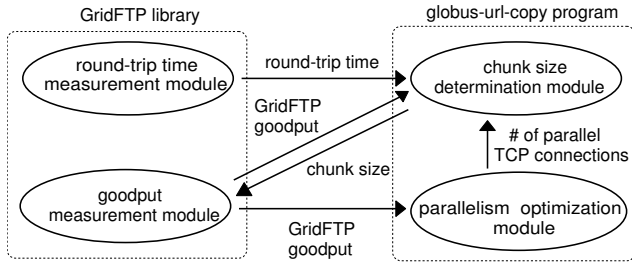 GridFTP library
globus-url-copy program
round-trip time
measurement module
round-trip time
chunk size
determination module
GridFTP
goodput
# of parallel
TCP connections
chunk size
goodput
measurement module
parallelism optimization
module
GridFTP
goodput